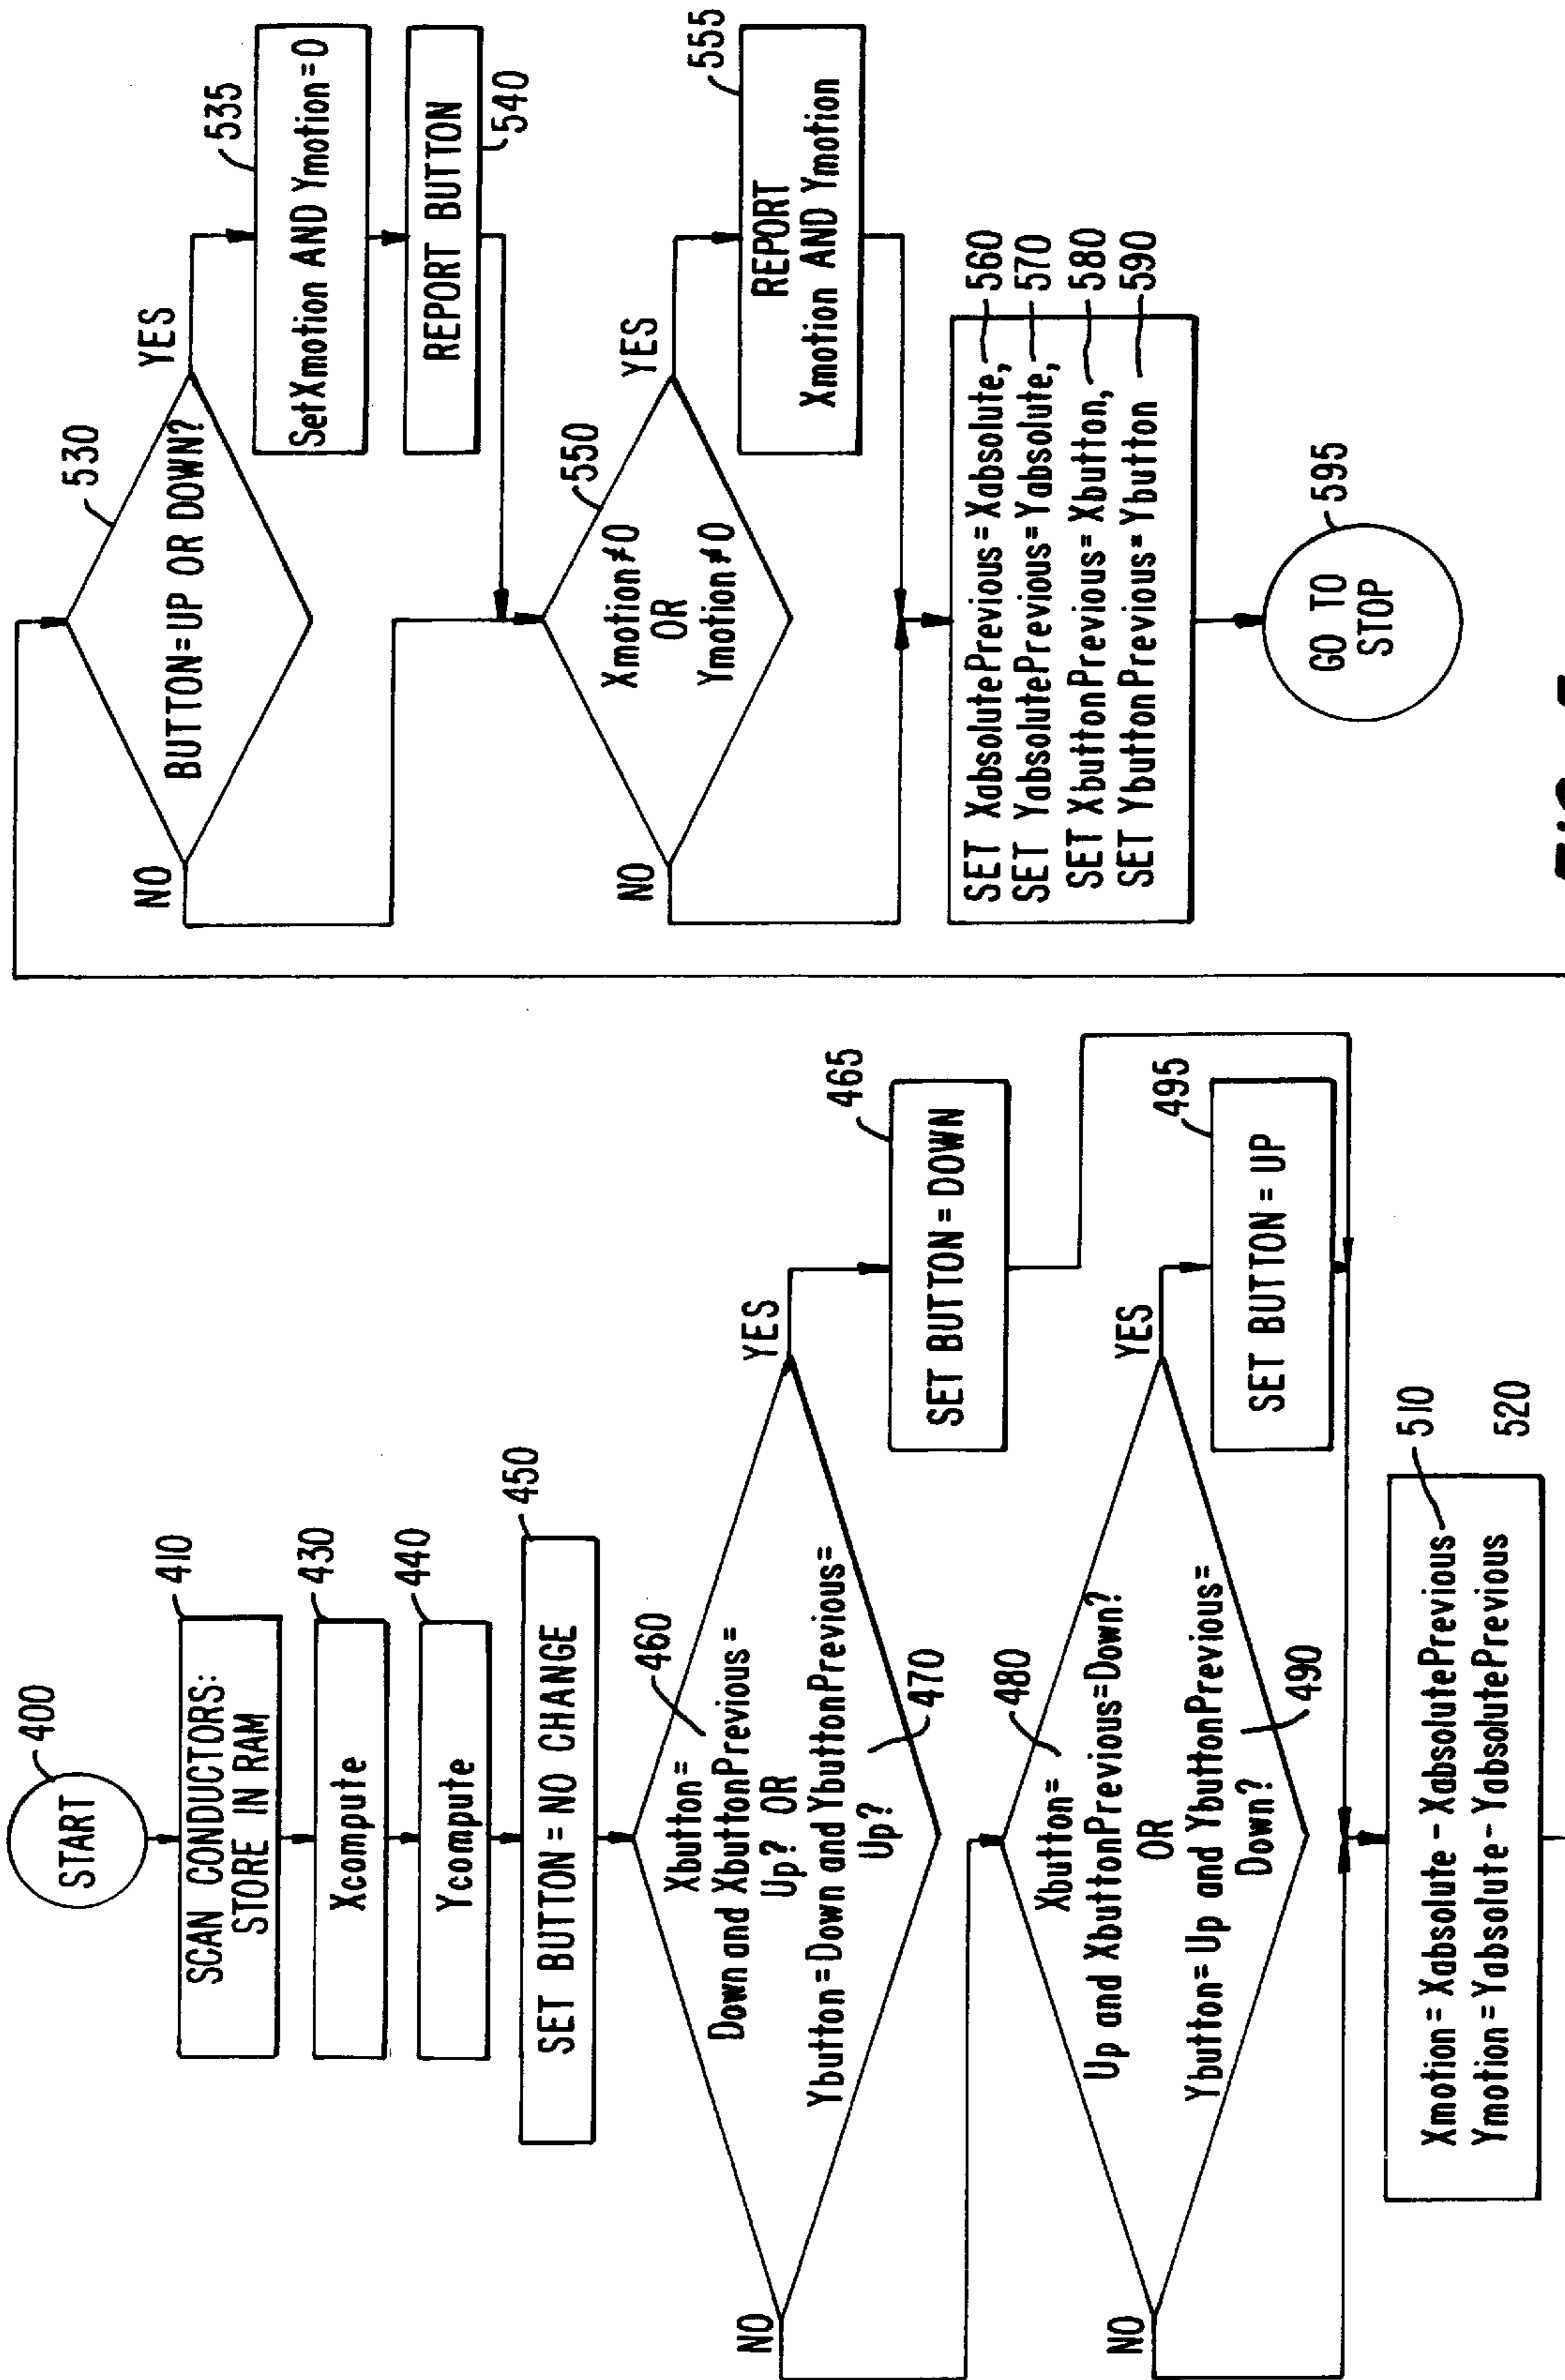 START
400
SCAN CONDUCTORS:
STORE IN RAM
410
Xcompute
430
Ycompute
440
SET BUTTON = NO CHANGE
450
Xbutton=
460
Down and XbuttonPrevious =
Up? OR
Ybutton = Down and YbuttonPrevious =
Up?
470
YES
NO
SET BUTTON = DOWN
465
480
Xbutton=
Up and XbuttonPrevious=Down?
OR
Ybutton= Up and YbuttonPrevious=
Down?
490
YES
NO
SET BUTTON = UP
495
Xmotion = Xabsolute - XabsolutePrevious
510
Ymotion = Yabsolute - YabsolutePrevious
520
BUTTON= UP OR DOWN?
530
YES
NO
SetXmotion AND Ymotion = 0
535
REPORT BUTTON
540
Xmotion ≠ 0
OR
Ymotion ≠ 0
550
YES
NO
REPORT
Xmotion AND Ymotion
555
SET XabsolutePrevious = Xabsolute, 560
SET YabsolutePrevious = Yabsolute, 570
SET XbuttonPrevious = Xbutton, 580
SET YbuttonPrevious = Ybutton 590
GO TO
STOP
595